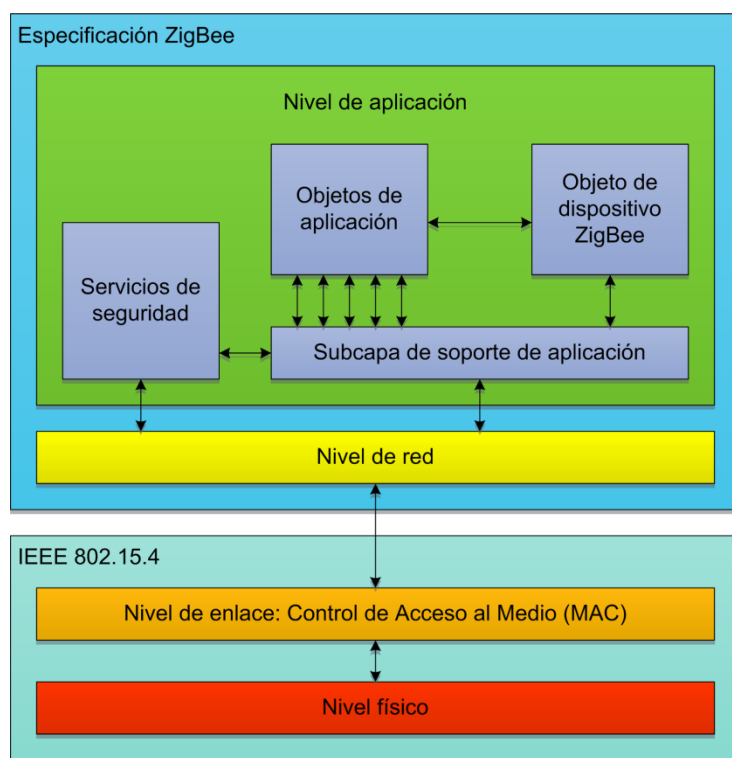 Especificación ZigBee
Nivel de aplicación
Objetos de
aplicación
Objeto de
dispositivo
ZigBee
Servicios de
seguridad
Subcapa de soporte de aplicación
Nivel de red
IEEE 802.15.4
Nivel de enlace: Control de Acceso al Medio (MAC)
Nivel físico